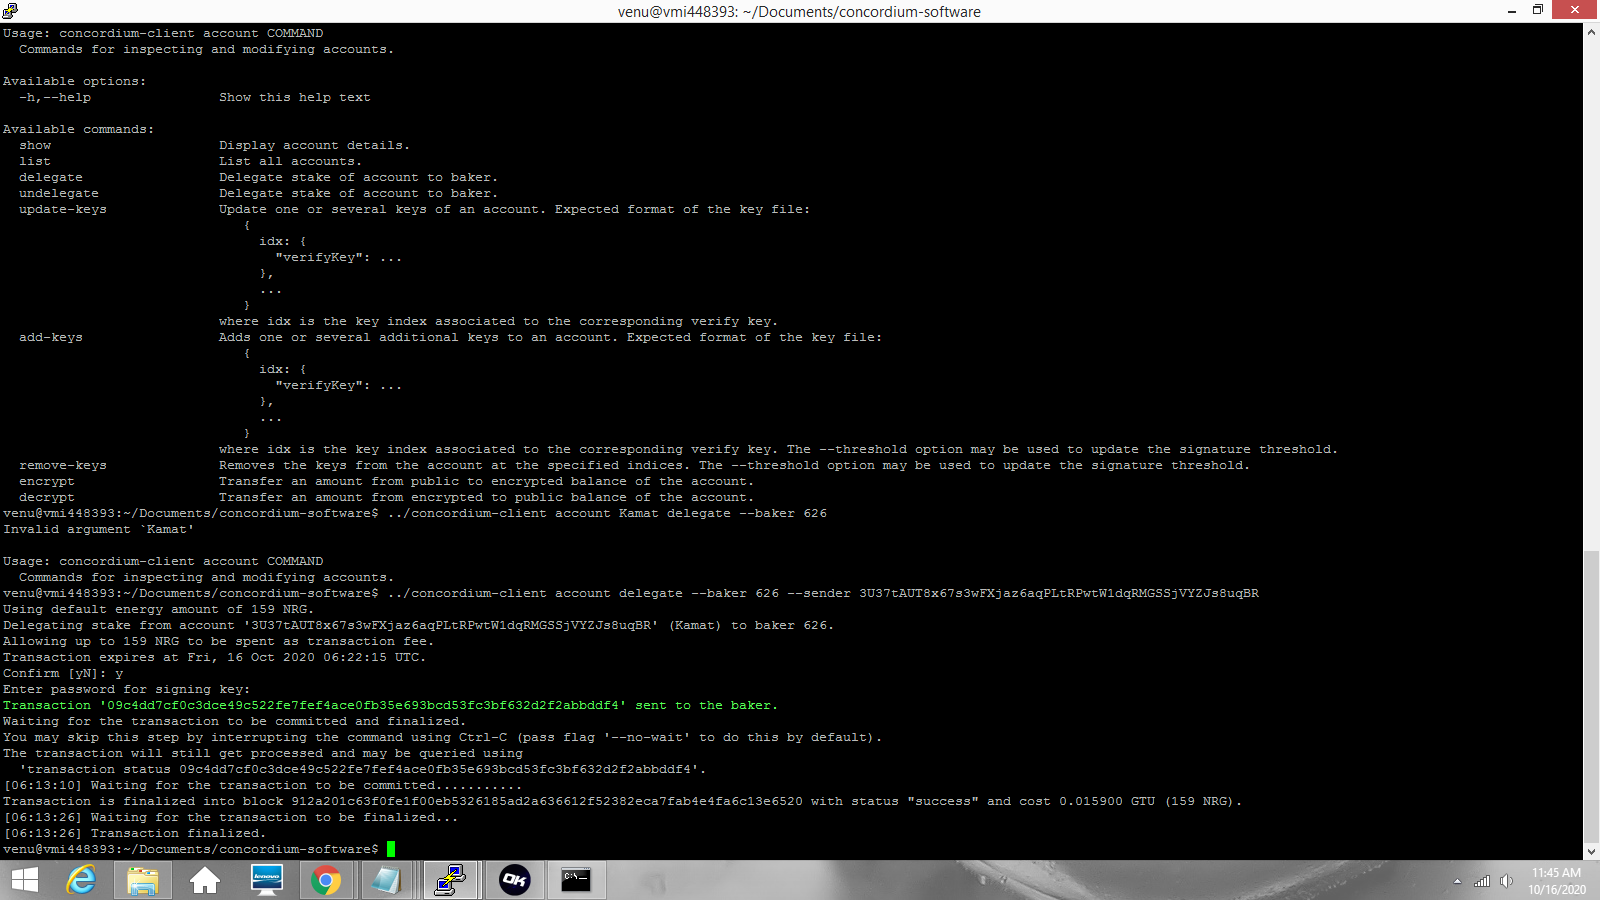 venu@vmi448393: ~/Documents/concordium-software
Usage: concordium-client account COMMAND
Commands for inspecting and modifying accounts.
Available options:
-h,--help Show this help text
Available commands:
show Display account details.
list List all accounts.
delegate Delegate stake of account to baker.
undelegate Delegate stake of account to baker.
update-keys Update one or several keys of an account. Expected format of the key file:
{
idx: {
"verifyKey": ...
},
...
}
where idx is the key index associated to the corresponding verify key.
add-keys Adds one or several additional keys to an account. Expected format of the key file:
{
idx: {
"verifyKey": ...
},
...
}
where idx is the key index associated to the corresponding verify key. The --threshold option may be used to update the signature threshold.
remove-keys Removes the keys from the account at the specified indices. The --threshold option may be used to update the signature threshold.
encrypt Transfer an amount from public to encrypted balance of the account.
decrypt Transfer an amount from encrypted to public balance of the account.
venu@vmi448393:~/Documents/concordium-software$ ../concordium-client account Kamat delegate --baker 626
Invalid argument `Kamat'
Usage: concordium-client account COMMAND
Commands for inspecting and modifying accounts.
venu@vmi448393:~/Documents/concordium-software$ ../concordium-client account delegate --baker 626 --sender 3U37tAUT8x67s3wFXjaz6aqPLtRPwtW1dqRMGSSjVYZJs8uqBR
Using default energy amount of 159 NRG.
Delegating stake from account '3U37tAUT8x67s3wFXjaz6aqPLtRPwtW1dqRMGSSjVYZJs8uqBR' (Kamat) to baker 626.
Allowing up to 159 NRG to be spent as transaction fee.
Transaction expires at Fri, 16 Oct 2020 06:22:15 UTC.
Confirm [yN]: y
Enter password for signing key:
Transaction '09c4dd7cf0c3dce49c522fe7fef4ace0fb35e693bcd53fc3bf632d2f2abbddf4' sent to the baker.
Waiting for the transaction to be committed and finalized.
You may skip this step by interrupting the command using Ctrl-C (pass flag '--no-wait' to do this by default).
The transaction will still get processed and may be queried using
'transaction status 09c4dd7cf0c3dce49c522fe7fef4ace0fb35e693bcd53fc3bf632d2f2abbddf4'.
[06:13:10] Waiting for the transaction to be committed...........
Transaction is finalized into block 912a201c63f0fe1f00eb5326185ad2a636612f52382eca7fab4e4fa6c13e6520 with status "success" and cost 0.015900 GTU (159 NRG).
[06:13:26] Waiting for the transaction to be finalized...
[06:13:26] Transaction finalized.
venu@vmi448393:~/Documents/concordium-software$
lenovo
OK
C:\_
11:45 AM
10/16/2020